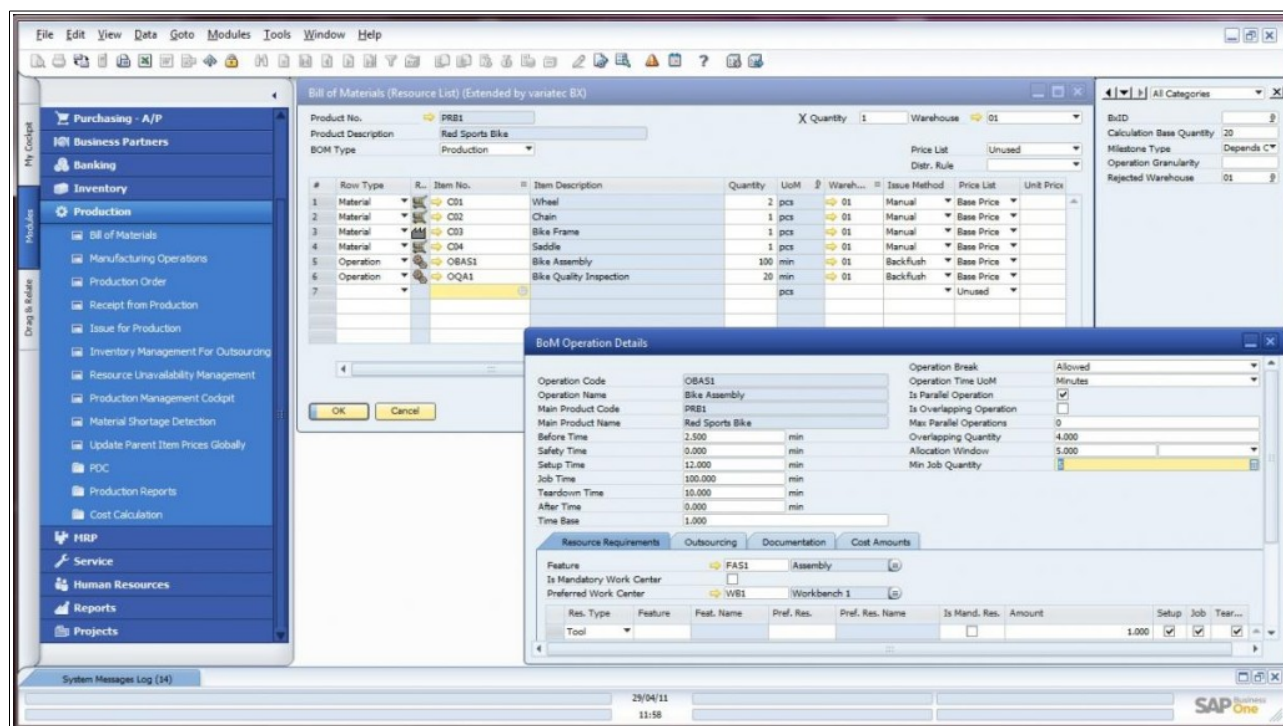 File Edit View Data Goto Modules Tools Window Help
My Cockpit
Modules
Drag & Relate
Purchasing - A/P
Business Partners
Banking
Inventory
Production
Bill of Materials
Manufacturing Operations
Production Order
Receipt from Production
Issue for Production
Inventory Management For Outsourcing
Resource Unavailability Management
Production Management Cockpit
Material Shortage Detection
Update Parent Item Prices Globally
PDC
Production Reports
Cost Calculation
MRP
Service
Human Resources
Reports
Projects
Bill of Materials (Resource List) (Extended by variatec BX)
Product No. PRB1 X Quantity 1 Warehouse 01
Product Description Red Sports Bike
BOM Type Production Price List Unused
Distr. Rule
# Row Type R... Item No. Item Description Quantity UoM Wareh... Issue Method Price List Unit Price
1 Material C01 Wheel 2 pcs 01 Manual Base Price
2 Material C02 Chain 1 pcs 01 Manual Base Price
3 Material C03 Bike Frame 1 pcs 01 Manual Base Price
4 Material C04 Saddle 1 pcs 01 Manual Base Price
5 Operation OBAS1 Bike Assembly 100 min 01 Backflush Base Price
6 Operation OQA1 Bike Quality Inspection 20 min 01 Backflush Base Price
7 pcs Unused
OK Cancel
All Categories
BxID
Calculation Base Quantity 20
Milestone Type Depends C
Operation Granularity
Rejected Warehouse 01
BoM Operation Details
Operation Code OBAS1
Operation Name Bike Assembly
Main Product Code PRB1
Main Product Name Red Sports Bike
Before Time 2.500 min
Safety Time 0.000 min
Setup Time 12.000 min
Job Time 100.000 min
Teardown Time 10.000 min
After Time 0.000 min
Time Base 1.000
Operation Break Allowed
Operation Time UoM Minutes
Is Parallel Operation
Is Overlapping Operation
Max Parallel Operations 0
Overlapping Quantity 4.000
Allocation Window 5.000
Min Job Quantity
Resource Requirements Outsourcing Documentation Cost Amounts
Feature FAS1 Assembly
Is Mandatory Work Center
Preferred Work Center WB1 Workbench 1
Res. Type Feature Feat. Name Pref. Res. Pref. Res. Name Is Mand. Res. Amount Setup Job Tear...
Tool 1.000
System Messages Log (14)
29/04/11
11:58
SAP Business One